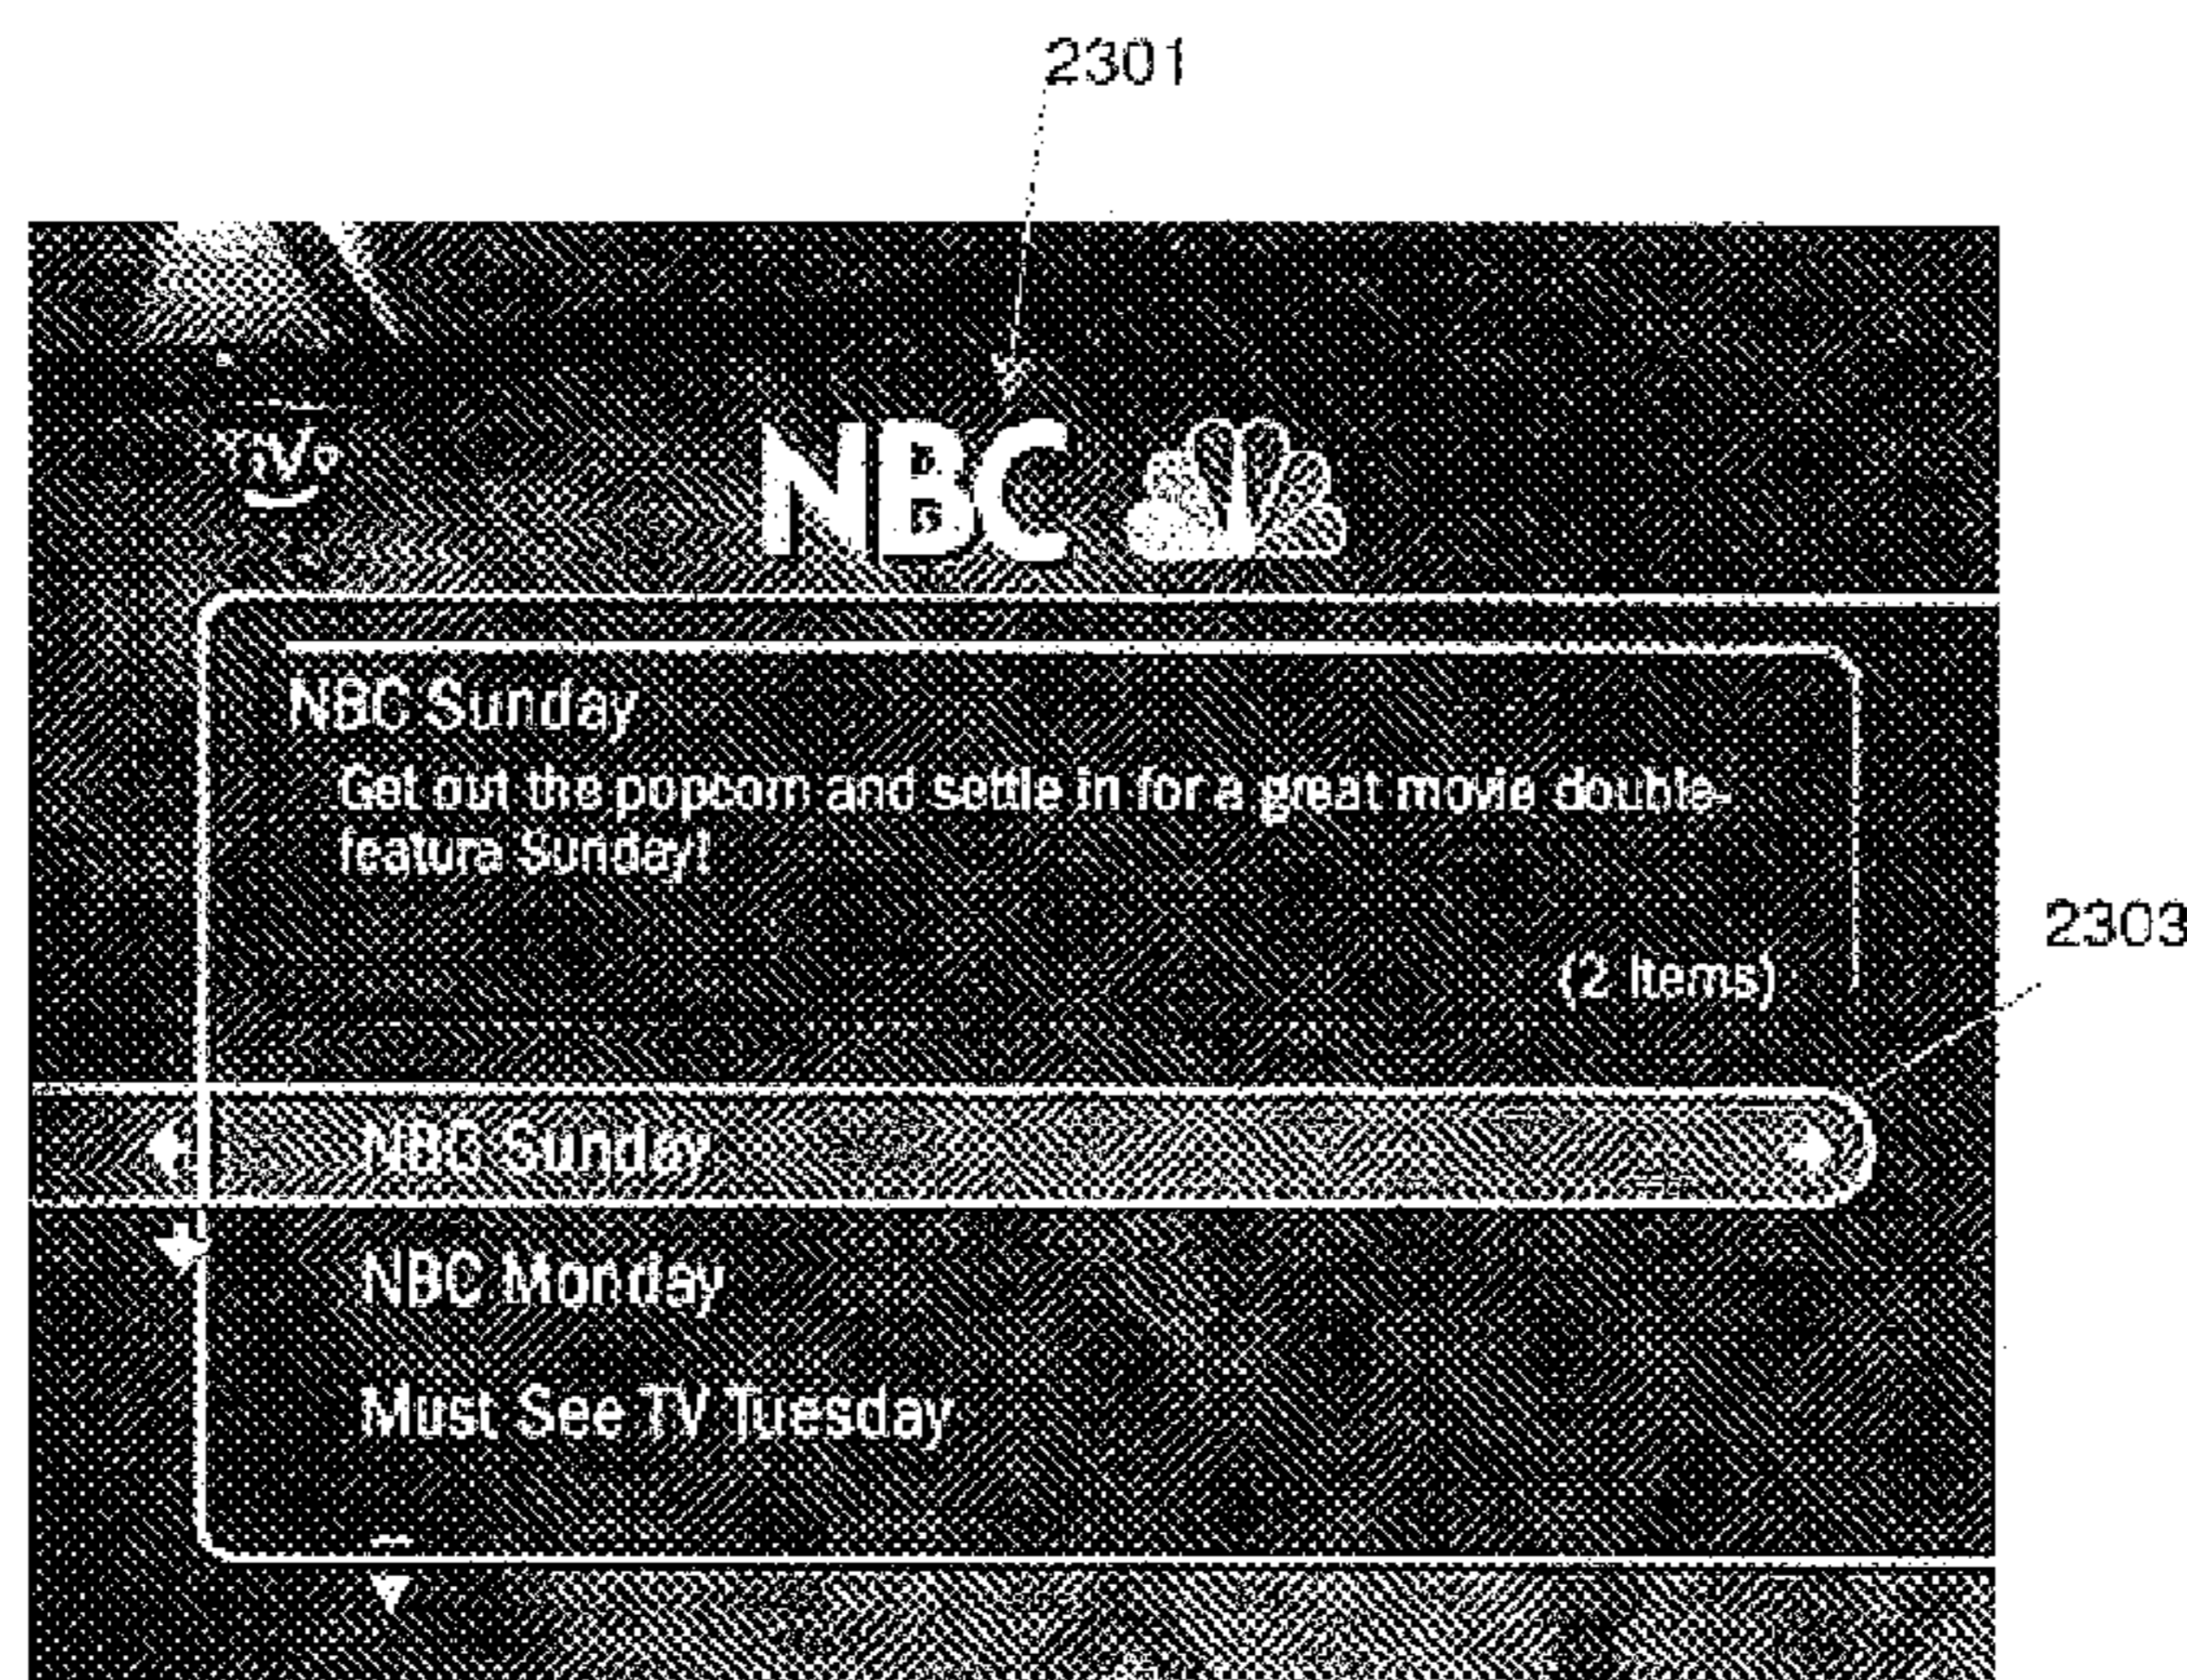 2301
TiVo
NBC
NBC Sunday
Get out the popcorn and settle in for a great movie double-
feature Sunday!
(2 Items)
2303
NBC Sunday
NBC Monday
Must See TV Tuesday